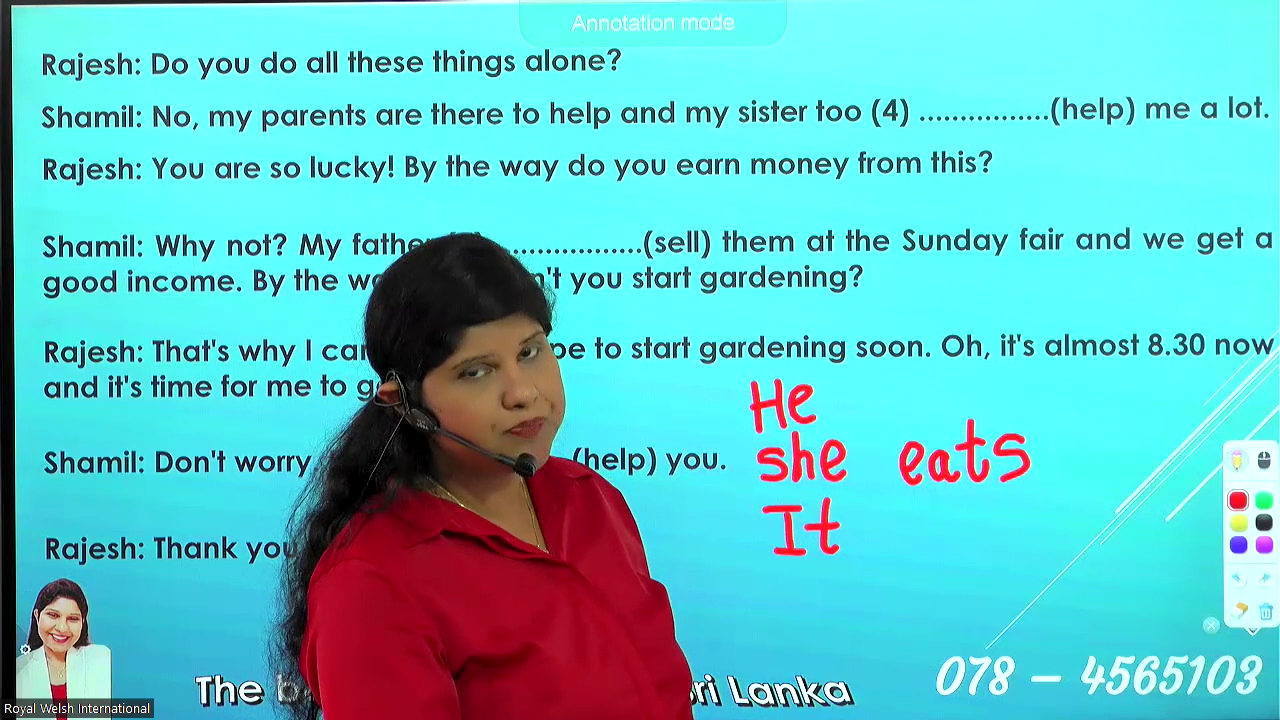 Annotation mode
Rajesh: Do you do all these things alone?
Shamil: No, my parents are there to help and my sister too (4) ................(help) me a lot.
Rajesh: You are so lucky! By the way do you earn money from this?
Shamil: Why not? My father ................(sell) them at the Sunday fair and we get a
good income. By the you start gardening?
Rajesh: That's why I to start gardening soon. Oh, it's almost 8.30 now
and it's time for me to
Shamil: Don't worry (help) you.
Rajesh: Thank you
He
she eats
It
The Lanka
078 – 4565103
Royal Welsh International